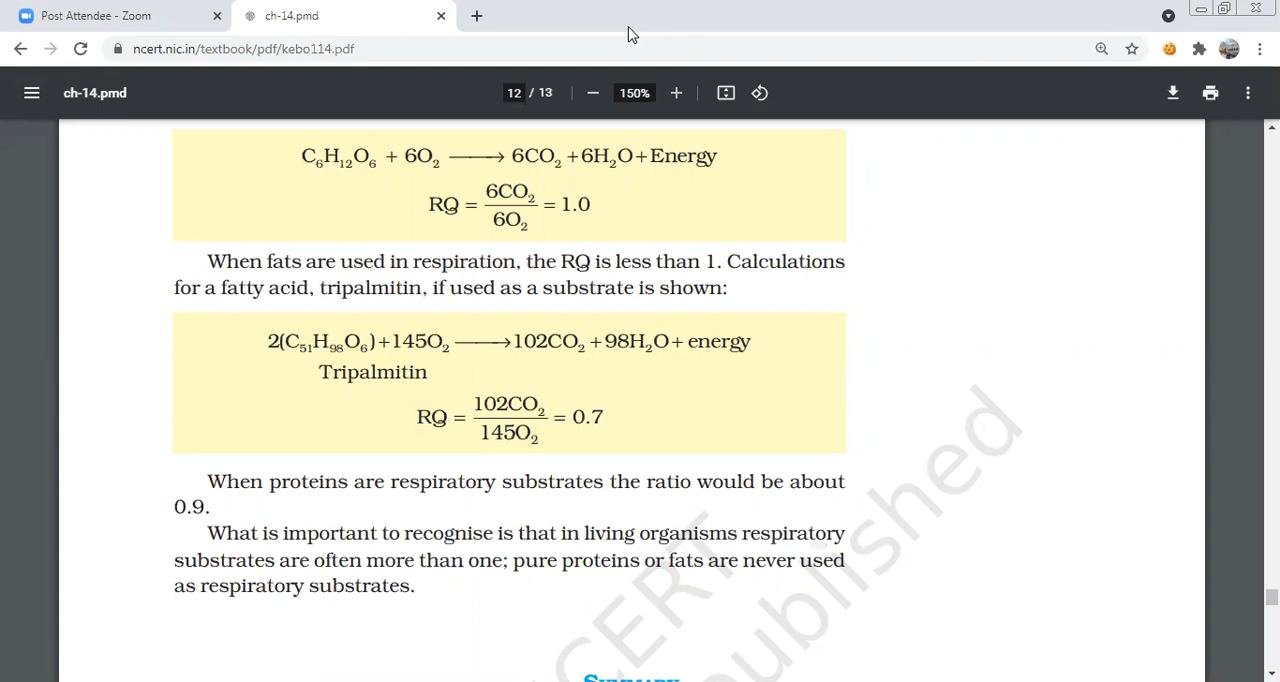 Post Attendee - Zoom
ch-14.pmd
ncert.nic.in/textbook/pdf/kebo114.pdf
ch-14.pmd
12 / 13
150%
C₆H₁₂O₆ + 6O₂ ⟶ 6CO₂ + 6H₂O + Energy
RQ = 6CO₂ / 6O₂ = 1.0
When fats are used in respiration, the RQ is less than 1. Calculations
for a fatty acid, tripalmitin, if used as a substrate is shown:
2(C₅₁H₉₈O₆) + 145O₂ ⟶ 102CO₂ + 98H₂O + energy
Tripalmitin
RQ = 102CO₂ / 145O₂ = 0.7
When proteins are respiratory substrates the ratio would be about
0.9.
What is important to recognise is that in living organisms respiratory
substrates are often more than one; pure proteins or fats are never used
as respiratory substrates.
SUMMARY